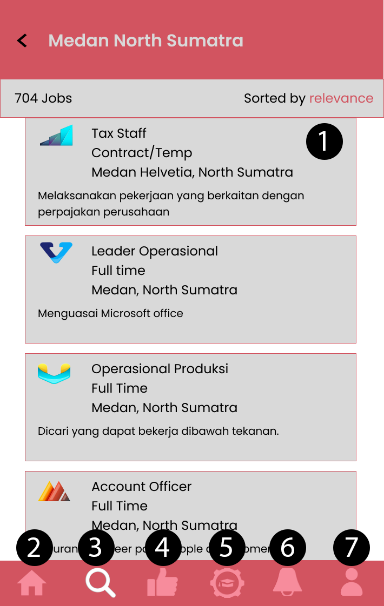 Medan North Sumatra
704 Jobs
Sorted by relevance
Tax Staff
1
Contract/Temp
Medan Helvetia, North Sumatra
Melaksanakan pekerjaan yang berkaitan dengan
perpajakan perusahaan
Leader Operasional
Full time
Medan, North Sumatra
Menguasai Microsoft office
Operasional Produksi
Full Time
Medan, North Sumatra
Dicari yang dapat bekerja dibawah tekanan.
Account Officer
Full Time
Medan, North Sumatra
2 3 4 5 6 7